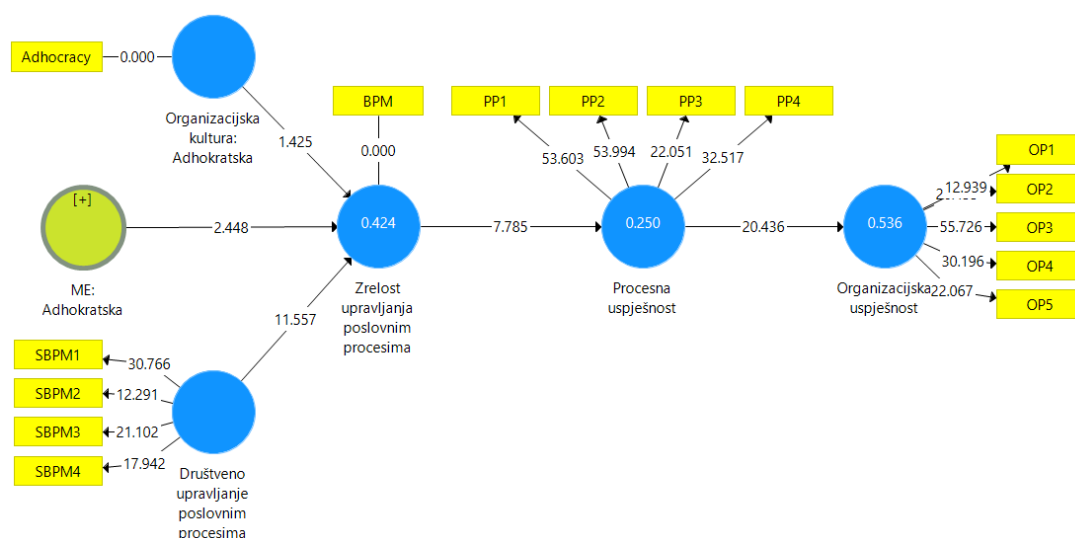 Adhocracy
0.000
Organizacijska
kultura:
Adhokratska
1.425
[+]
ME:
Adhokratska
2.448
BPM
0.000
0.424
Zrelost
upravljanja
poslovnim
procesima
11.557
SBPM1
30.766
SBPM2
12.291
SBPM3
21.102
SBPM4
17.942
Društveno
upravljanje
poslovnim
procesima
7.785
PP1
PP2
PP3
PP4
53.603
53.994
22.051
32.517
0.250
Procesna
uspješnost
20.436
0.536
Organizacijska
uspješnost
12.939
OP1
OP2
55.726
OP3
30.196
OP4
22.067
OP5